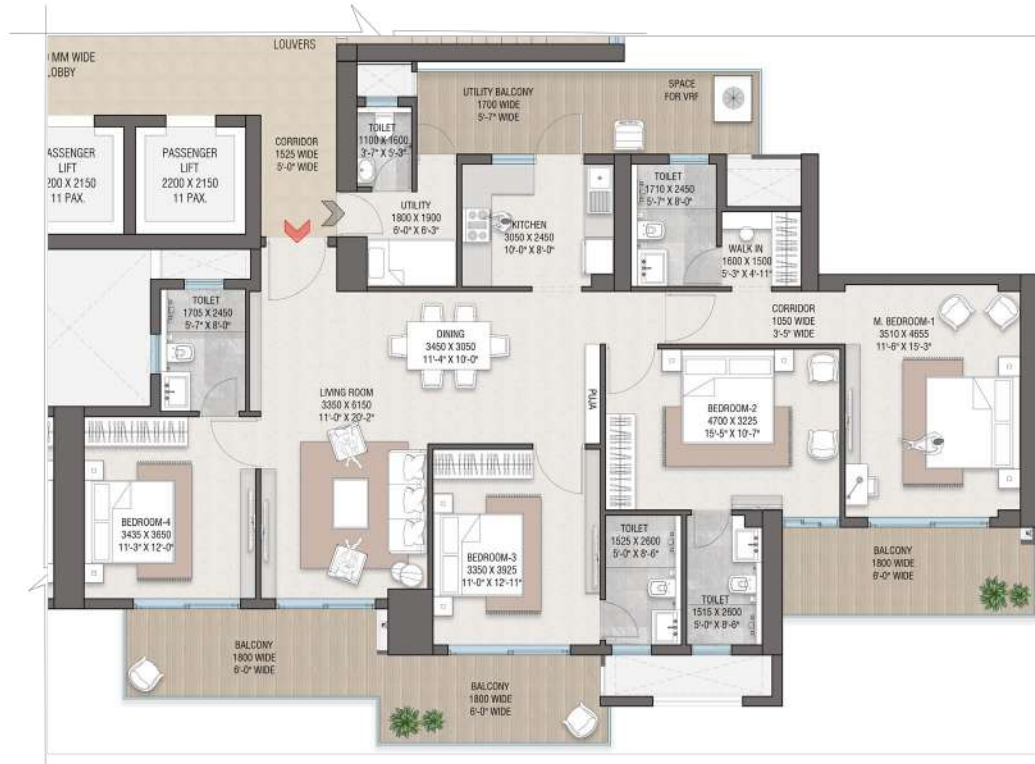 LOUVERS
MM WIDE
LOBBY
PASSENGER
LIFT
2200 X 2150
11 PAX.
PASSENGER
LIFT
2200 X 2150
11 PAX.
CORRIDOR
1525 WIDE
5'-0" WIDE
TOILET
1100 X 1600
3'-7" X 5'-3"
UTILITY BALCONY
1700 WIDE
5'-7" WIDE
SPACE
FOR VRF
UTILITY
1800 X 1900
6'-0" X 6'-3"
KITCHEN
3050 X 2450
10'-0" X 8'-0"
TOILET
1710 X 2450
5'-7" X 8'-0"
WALK IN
1600 X 1500
5'-3" X 4'-11"
TOILET
1705 X 2450
5'-7" X 8'-0"
DINING
3450 X 3050
11'-4" X 10'-0"
CORRIDOR
1050 WIDE
3'-5" WIDE
M. BEDROOM-1
3510 X 4655
11'-6" X 15'-3"
LIVING ROOM
3350 X 6150
11'-0" X 20'-2"
PUJA
BEDROOM-2
4700 X 3225
15'-5" X 10'-7"
BEDROOM-4
3435 X 3650
11'-3" X 12'-0"
BEDROOM-3
3350 X 3925
11'-0" X 12'-11"
TOILET
1525 X 2600
5'-0" X 8'-6"
TOILET
1515 X 2600
5'-0" X 8'-6"
BALCONY
1800 WIDE
6'-0" WIDE
BALCONY
1800 WIDE
6'-0" WIDE
BALCONY
1800 WIDE
6'-0" WIDE